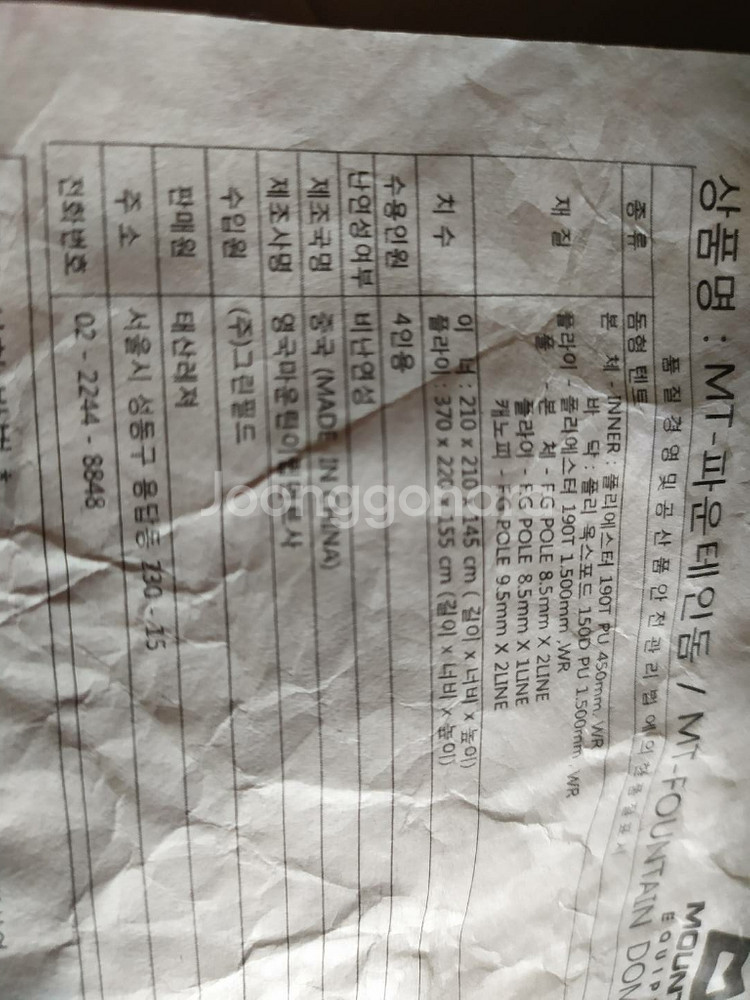 상품명 : MT-파운테인돔 / MT-FOUNTAIN DOM
MOUN
EQUIP
품질경영및공산품안전관리법에의한품질표시
종 류 돔형 텐트
재 질 본 체 - INNER : 폴리에스터 190T PU 450mm, WR
바 닥 : 폴리 옥스포드 150D PU 1.500mm , WR
플라이 - 폴리에스터 190T 1.500mm ,WR
폴 - 본 체 - F.G POLE 8.5mm X 2LINE
플라이 - F.G POLE 8.5mm X 1LINE
캐노피 - F.G POLE 9.5mm X 2LINE
치 수 이 너 : 210 x 210 x 145 cm ( 길이 x 너비 x 높이)
플라이 : 370 x 220 x 155 cm (길이 x 너비 x 높이)
수용인원 4인용
난연성여부 비난연성
제조국명 중국 (MADE IN CHINA)
제조사명 영국마운틴이큅먼트본사
수입원 (주)그린필드
판매원 태산레져
주 소 서울시 성동구 용답동 230 - 15
전화번호 02 - 2244 - 8848
Joonggonar